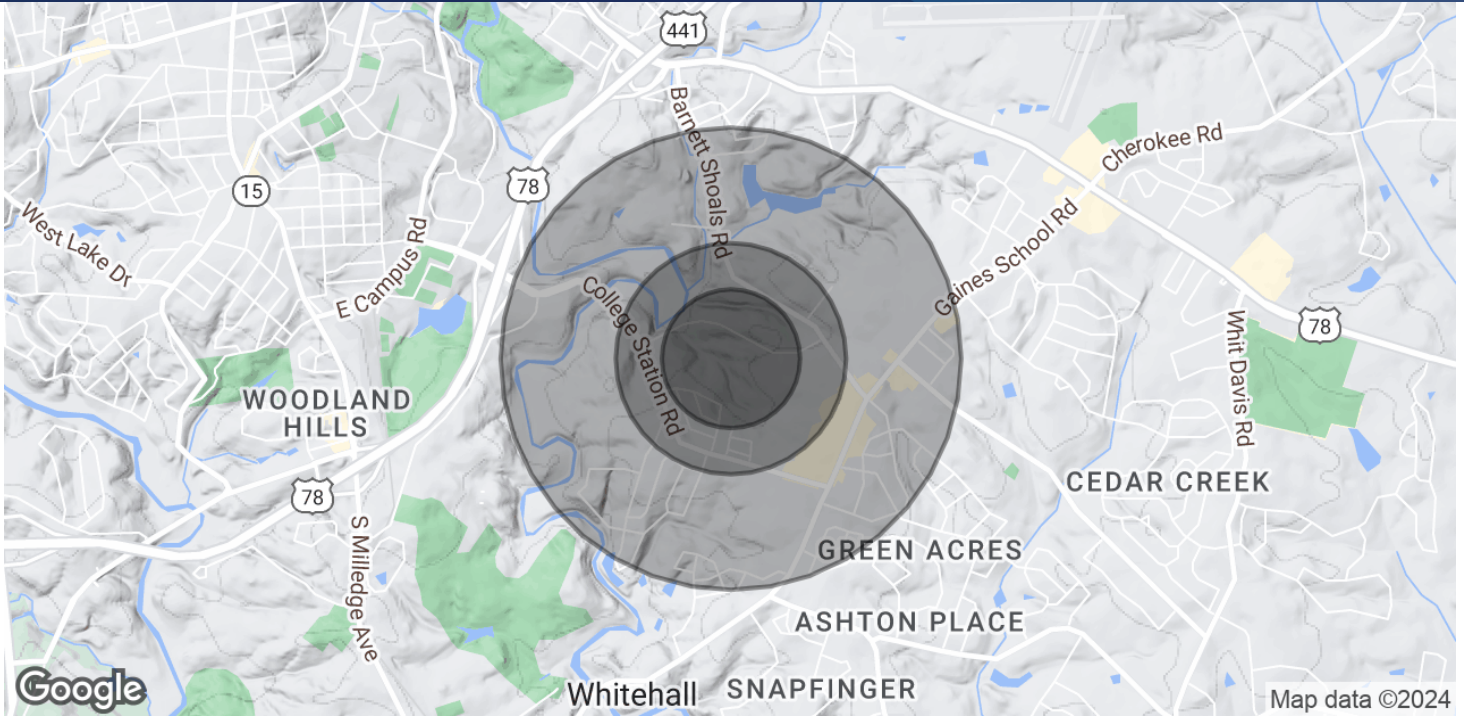 441
Barnett Shoals Rd
Cherokee Rd
78
15
West Lake Dr
E Campus Rd
Gaines School Rd
College Station Rd
78
Whit Davis Rd
WOODLAND
HILLS
78
CEDAR CREEK
S Milledge Ave
GREEN ACRES
ASHTON PLACE
Google
Whitehall
SNAPFINGER
Map data ©2024